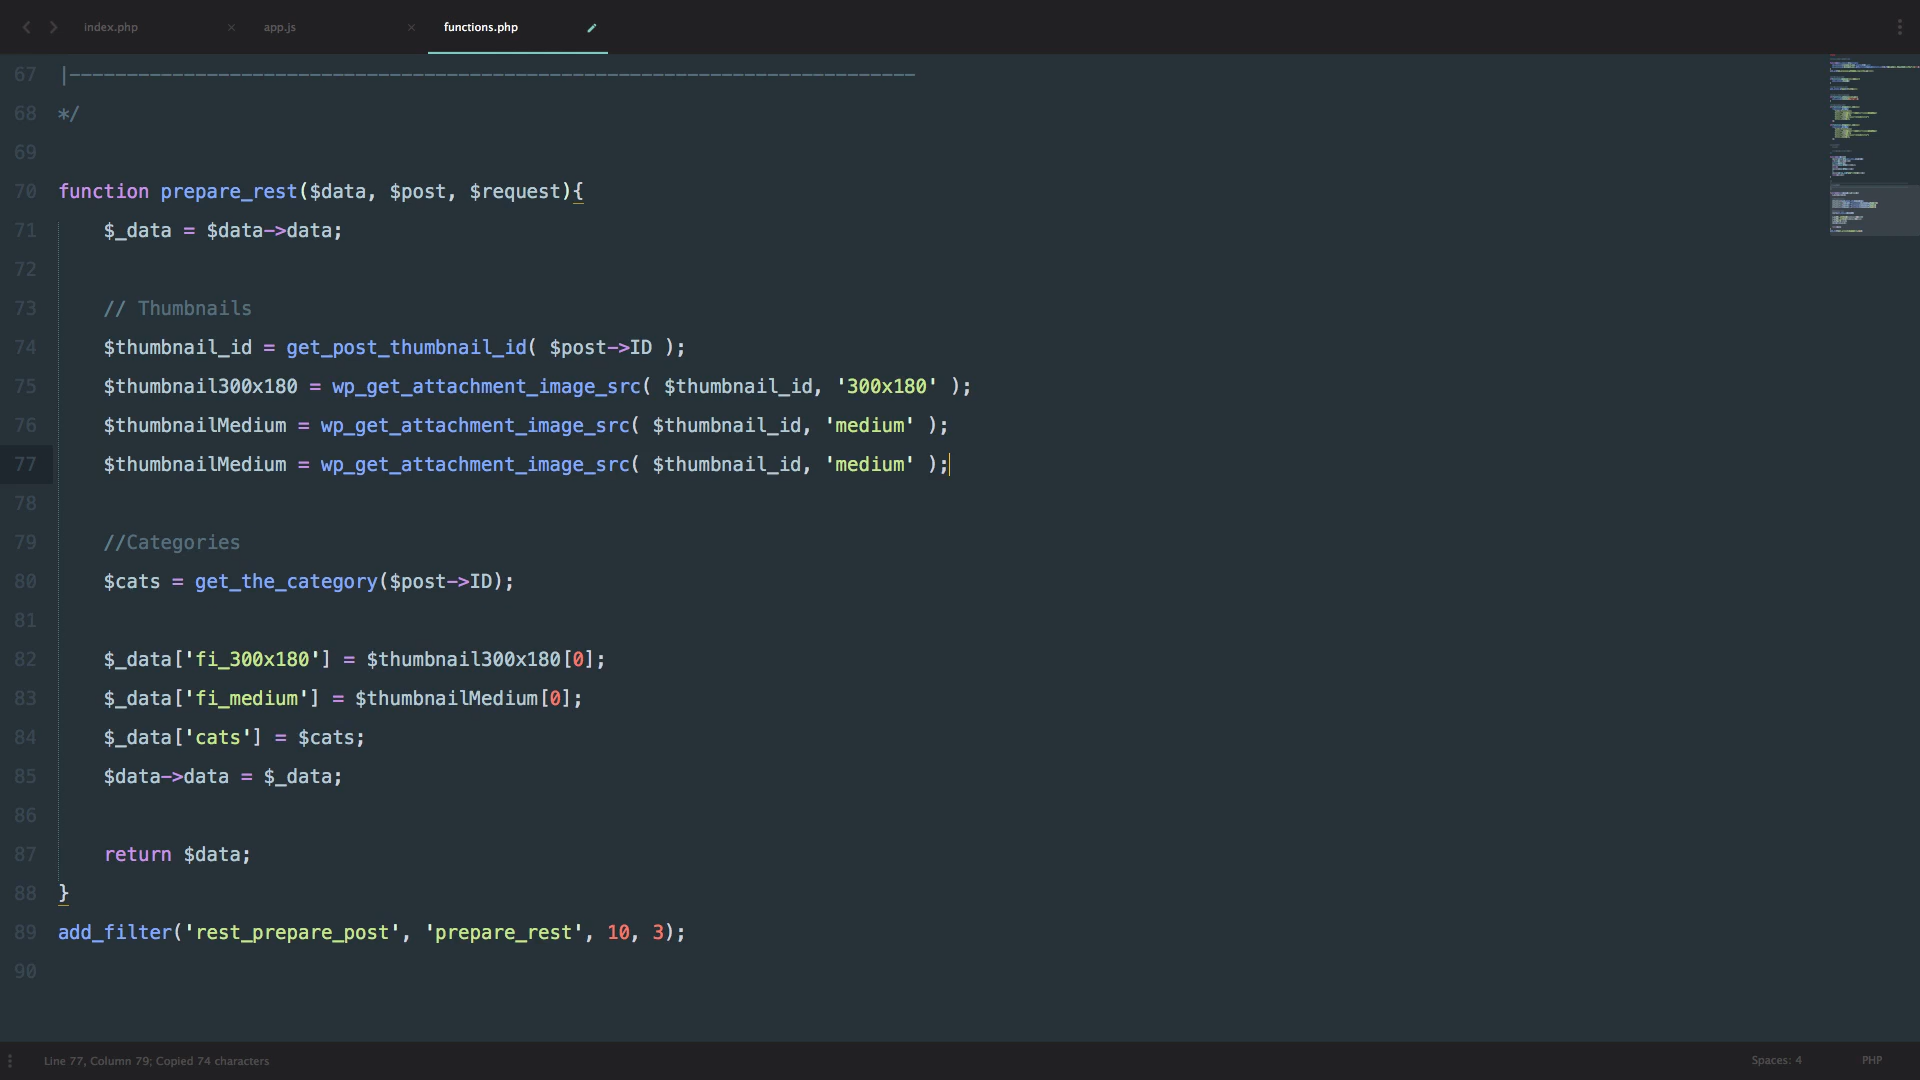 index.php
app.js
functions.php
67 |--------------------------------------------------------------------------
68 */
69
70 function prepare_rest($data, $post, $request){
71 $_data = $data->data;
72
73 // Thumbnails
74 $thumbnail_id = get_post_thumbnail_id( $post->ID );
75 $thumbnail300x180 = wp_get_attachment_image_src( $thumbnail_id, '300x180' );
76 $thumbnailMedium = wp_get_attachment_image_src( $thumbnail_id, 'medium' );
77 $thumbnailMedium = wp_get_attachment_image_src( $thumbnail_id, 'medium' );
78
79 //Categories
80 $cats = get_the_category($post->ID);
81
82 $_data['fi_300x180'] = $thumbnail300x180[0];
83 $_data['fi_medium'] = $thumbnailMedium[0];
84 $_data['cats'] = $cats;
85 $data->data = $_data;
86
87 return $data;
88 }
89 add_filter('rest_prepare_post', 'prepare_rest', 10, 3);
90
Line 77, Column 79; Copied 74 characters
Spaces: 4
PHP